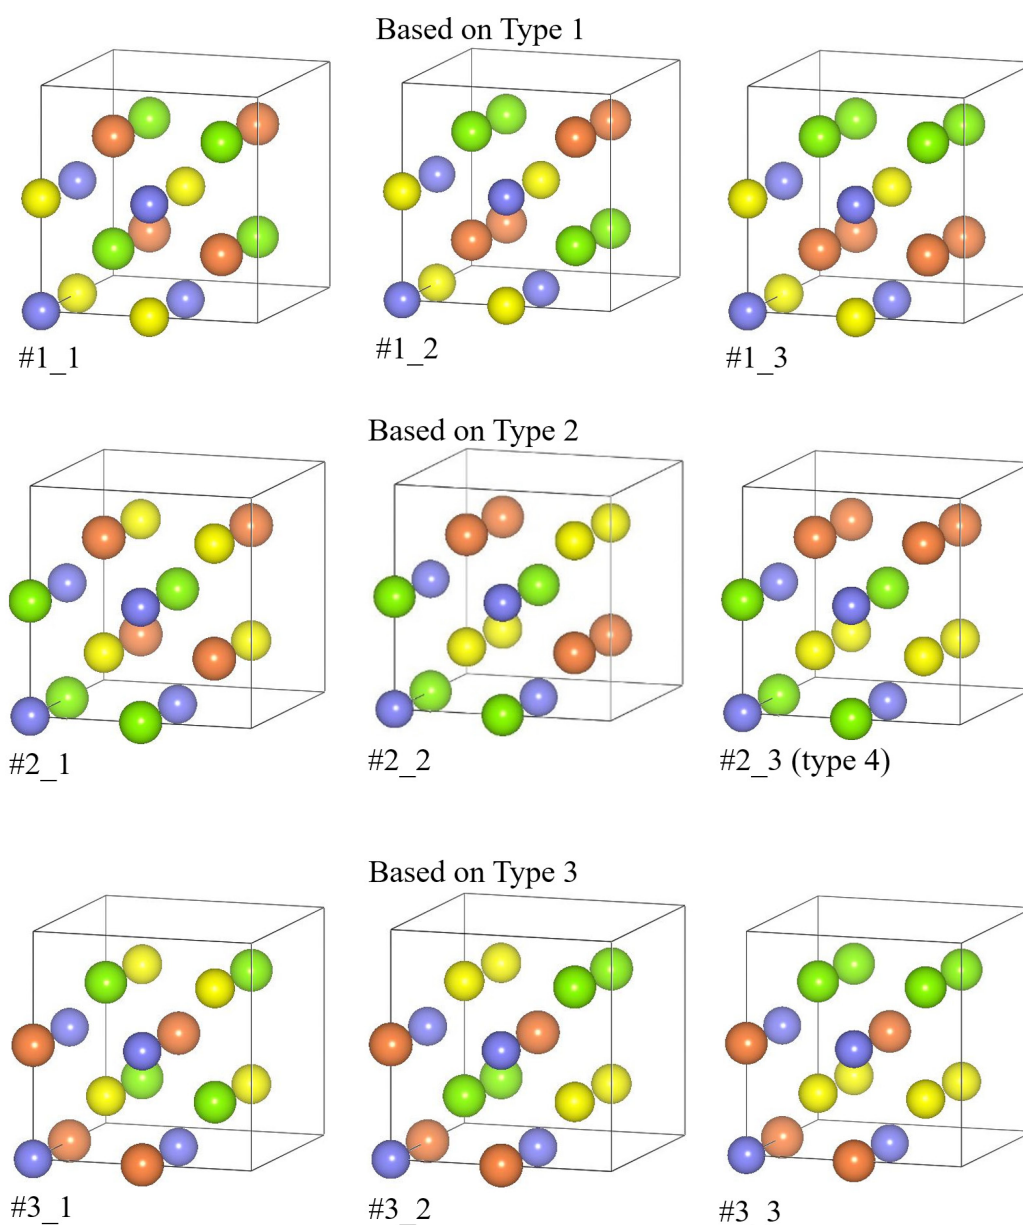 Based on Type 1
#1_1
#1_2
#1_3
Based on Type 2
#2_1
#2_2
#2_3 (type 4)
Based on Type 3
#3_1
#3_2
#3_3